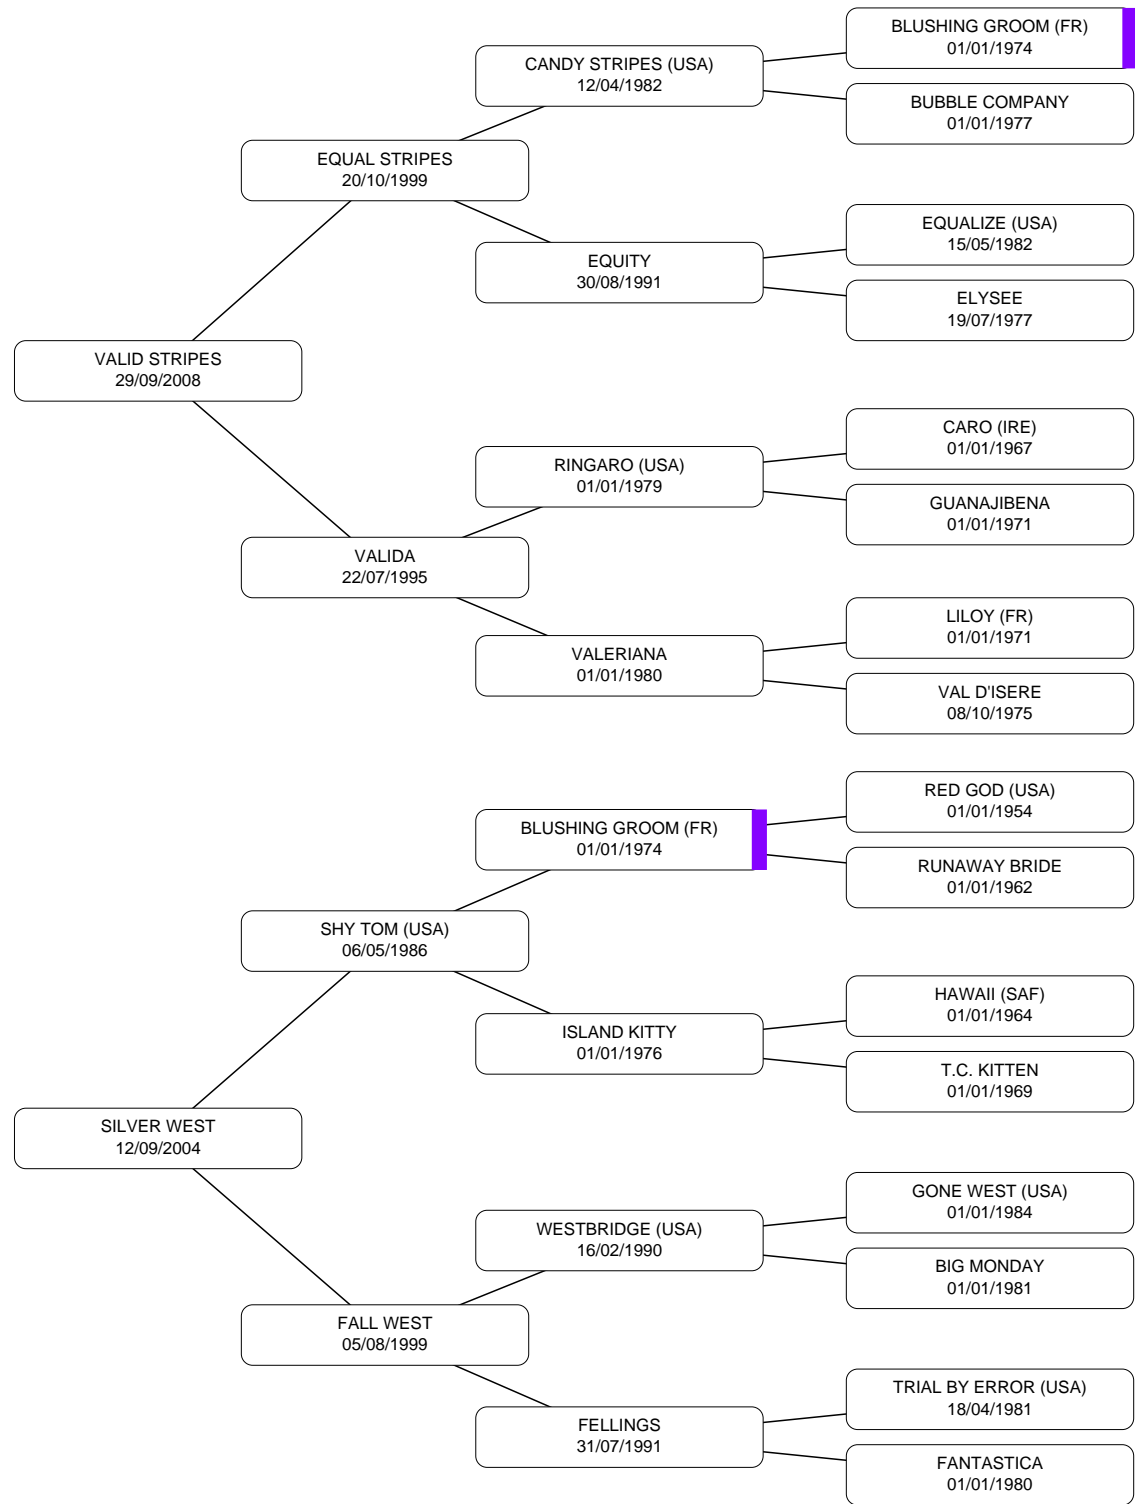 BLUSHING GROOM (FR)
01/01/1974
CANDY STRIPES (USA)
12/04/1982
BUBBLE COMPANY
01/01/1977
EQUAL STRIPES
20/10/1999
EQUALIZE (USA)
15/05/1982
EQUITY
30/08/1991
ELYSEE
19/07/1977
VALID STRIPES
29/09/2008
CARO (IRE)
01/01/1967
RINGARO (USA)
01/01/1979
GUANAJIBENA
01/01/1971
VALIDA
22/07/1995
LILOY (FR)
01/01/1971
VALERIANA
01/01/1980
VAL D'ISERE
08/10/1975
RED GOD (USA)
01/01/1954
BLUSHING GROOM (FR)
01/01/1974
RUNAWAY BRIDE
01/01/1962
SHY TOM (USA)
06/05/1986
HAWAII (SAF)
01/01/1964
ISLAND KITTY
01/01/1976
T.C. KITTEN
01/01/1969
SILVER WEST
12/09/2004
GONE WEST (USA)
01/01/1984
WESTBRIDGE (USA)
16/02/1990
BIG MONDAY
01/01/1981
FALL WEST
05/08/1999
TRIAL BY ERROR (USA)
18/04/1981
FELLINGS
31/07/1991
FANTASTICA
01/01/1980